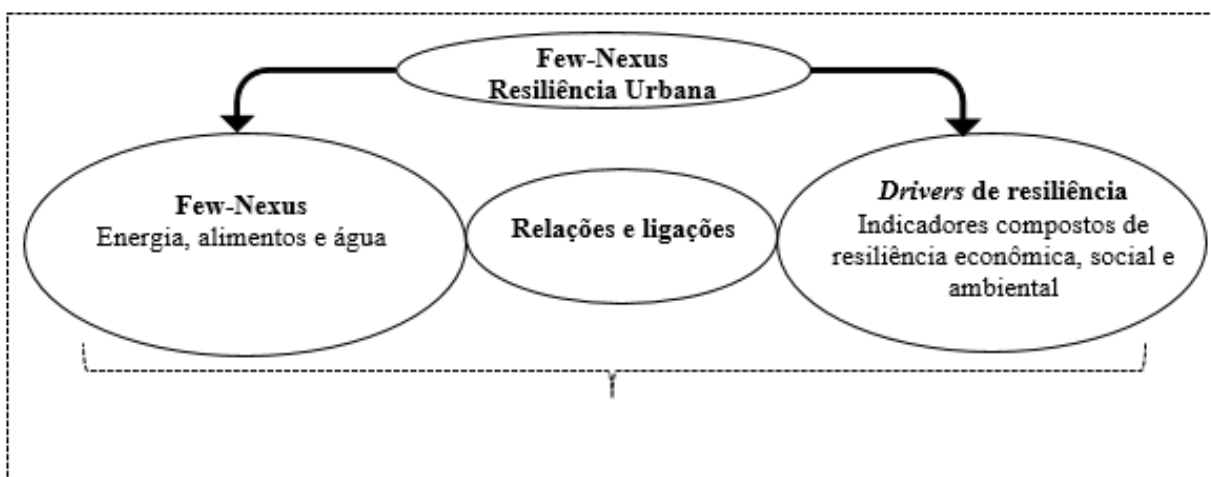 Few-Nexus
Resiliência Urbana
Few-Nexus
Energia, alimentos e água
Relações e ligações
Drivers de resiliência
Indicadores compostos de
resiliência econômica, social e
ambiental